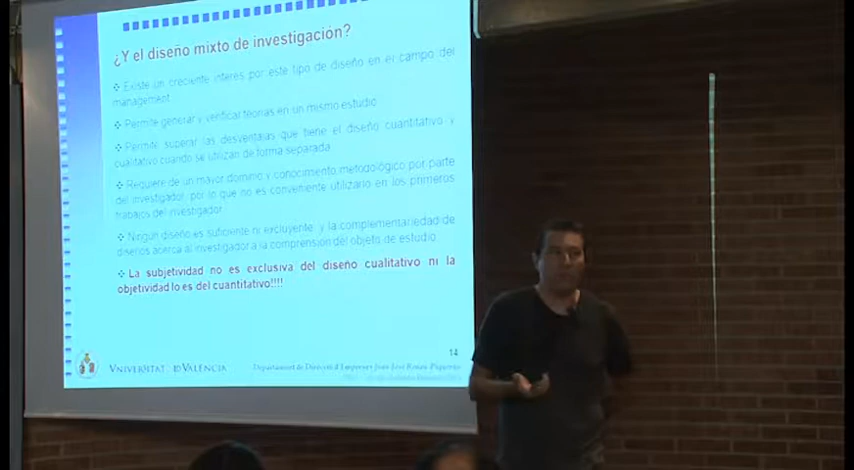 ¿Y el diseño mixto de investigación?
❖ Existe un creciente interés por este tipo de diseño en el campo del
management
❖ Permite generar y verificar teorías en un mismo estudio
❖ Permite superar las desventajas que tiene el diseño cuantitativo y
cualitativo cuando se utilizan de forma separada
❖ Requiere de un mayor dominio y conocimiento metodológico por parte
del investigador, por lo que no es conveniente utilizarlo en los primeros
trabajos del investigador
❖ Ningún diseño es suficiente ni excluyente y la complementariedad de
diseños acerca al investigador a la comprensión del objeto de estudio
❖ La subjetividad no es exclusiva del diseño cualitativo ni la
objetividad lo es del cuantitativo!!!!
14
VNIVERSITAT ID VALÈNCIA
Departament de Direcció d'Empreses Juan José Renau Piqueras